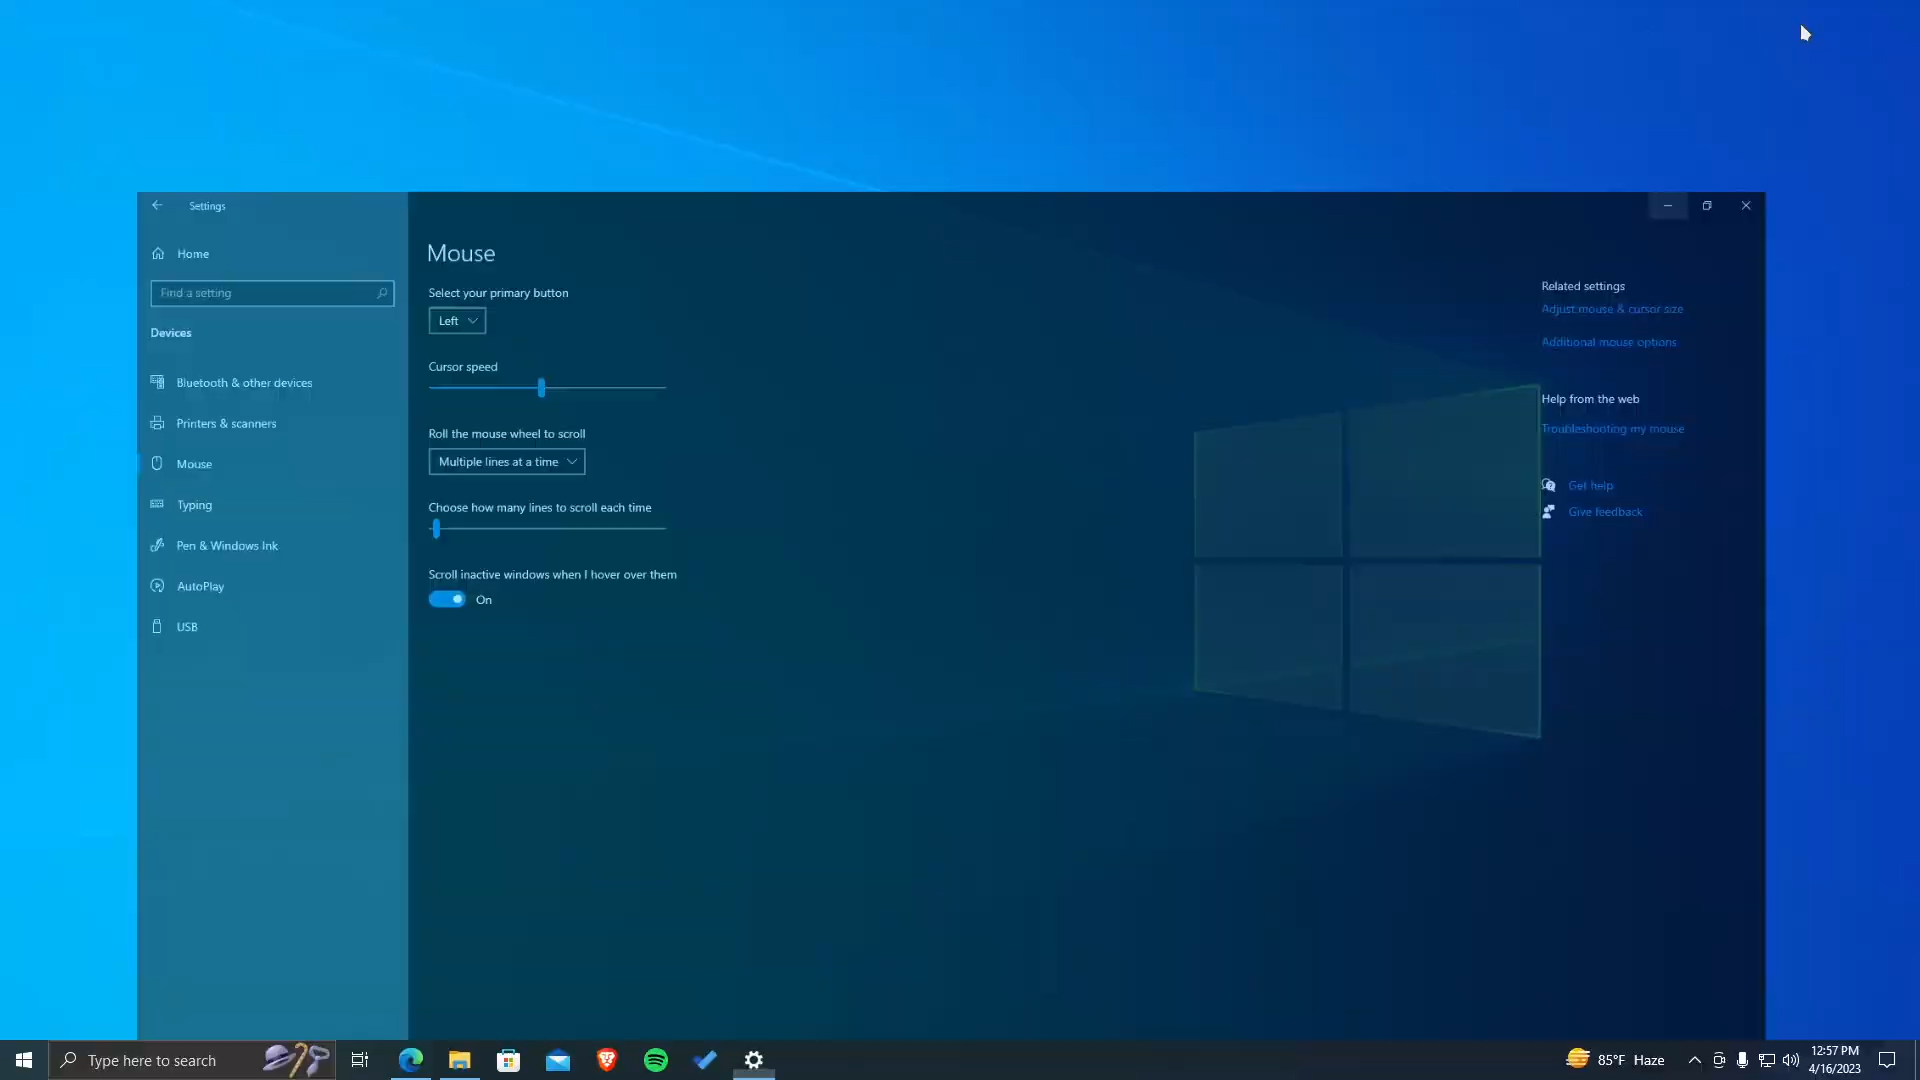 Settings
Home
Find a setting
Devices
Bluetooth & other devices
Printers & scanners
Mouse
Typing
Pen & Windows Ink
AutoPlay
USB
Mouse
Select your primary button
Left
Cursor speed
Roll the mouse wheel to scroll
Multiple lines at a time
Choose how many lines to scroll each time
Scroll inactive windows when I hover over them
On
Related settings
Adjust mouse & cursor size
Additional mouse options
Help from the web
Troubleshooting my mouse
Get help
Give feedback
Type here to search
85°F Haze
12:57 PM
4/16/2023